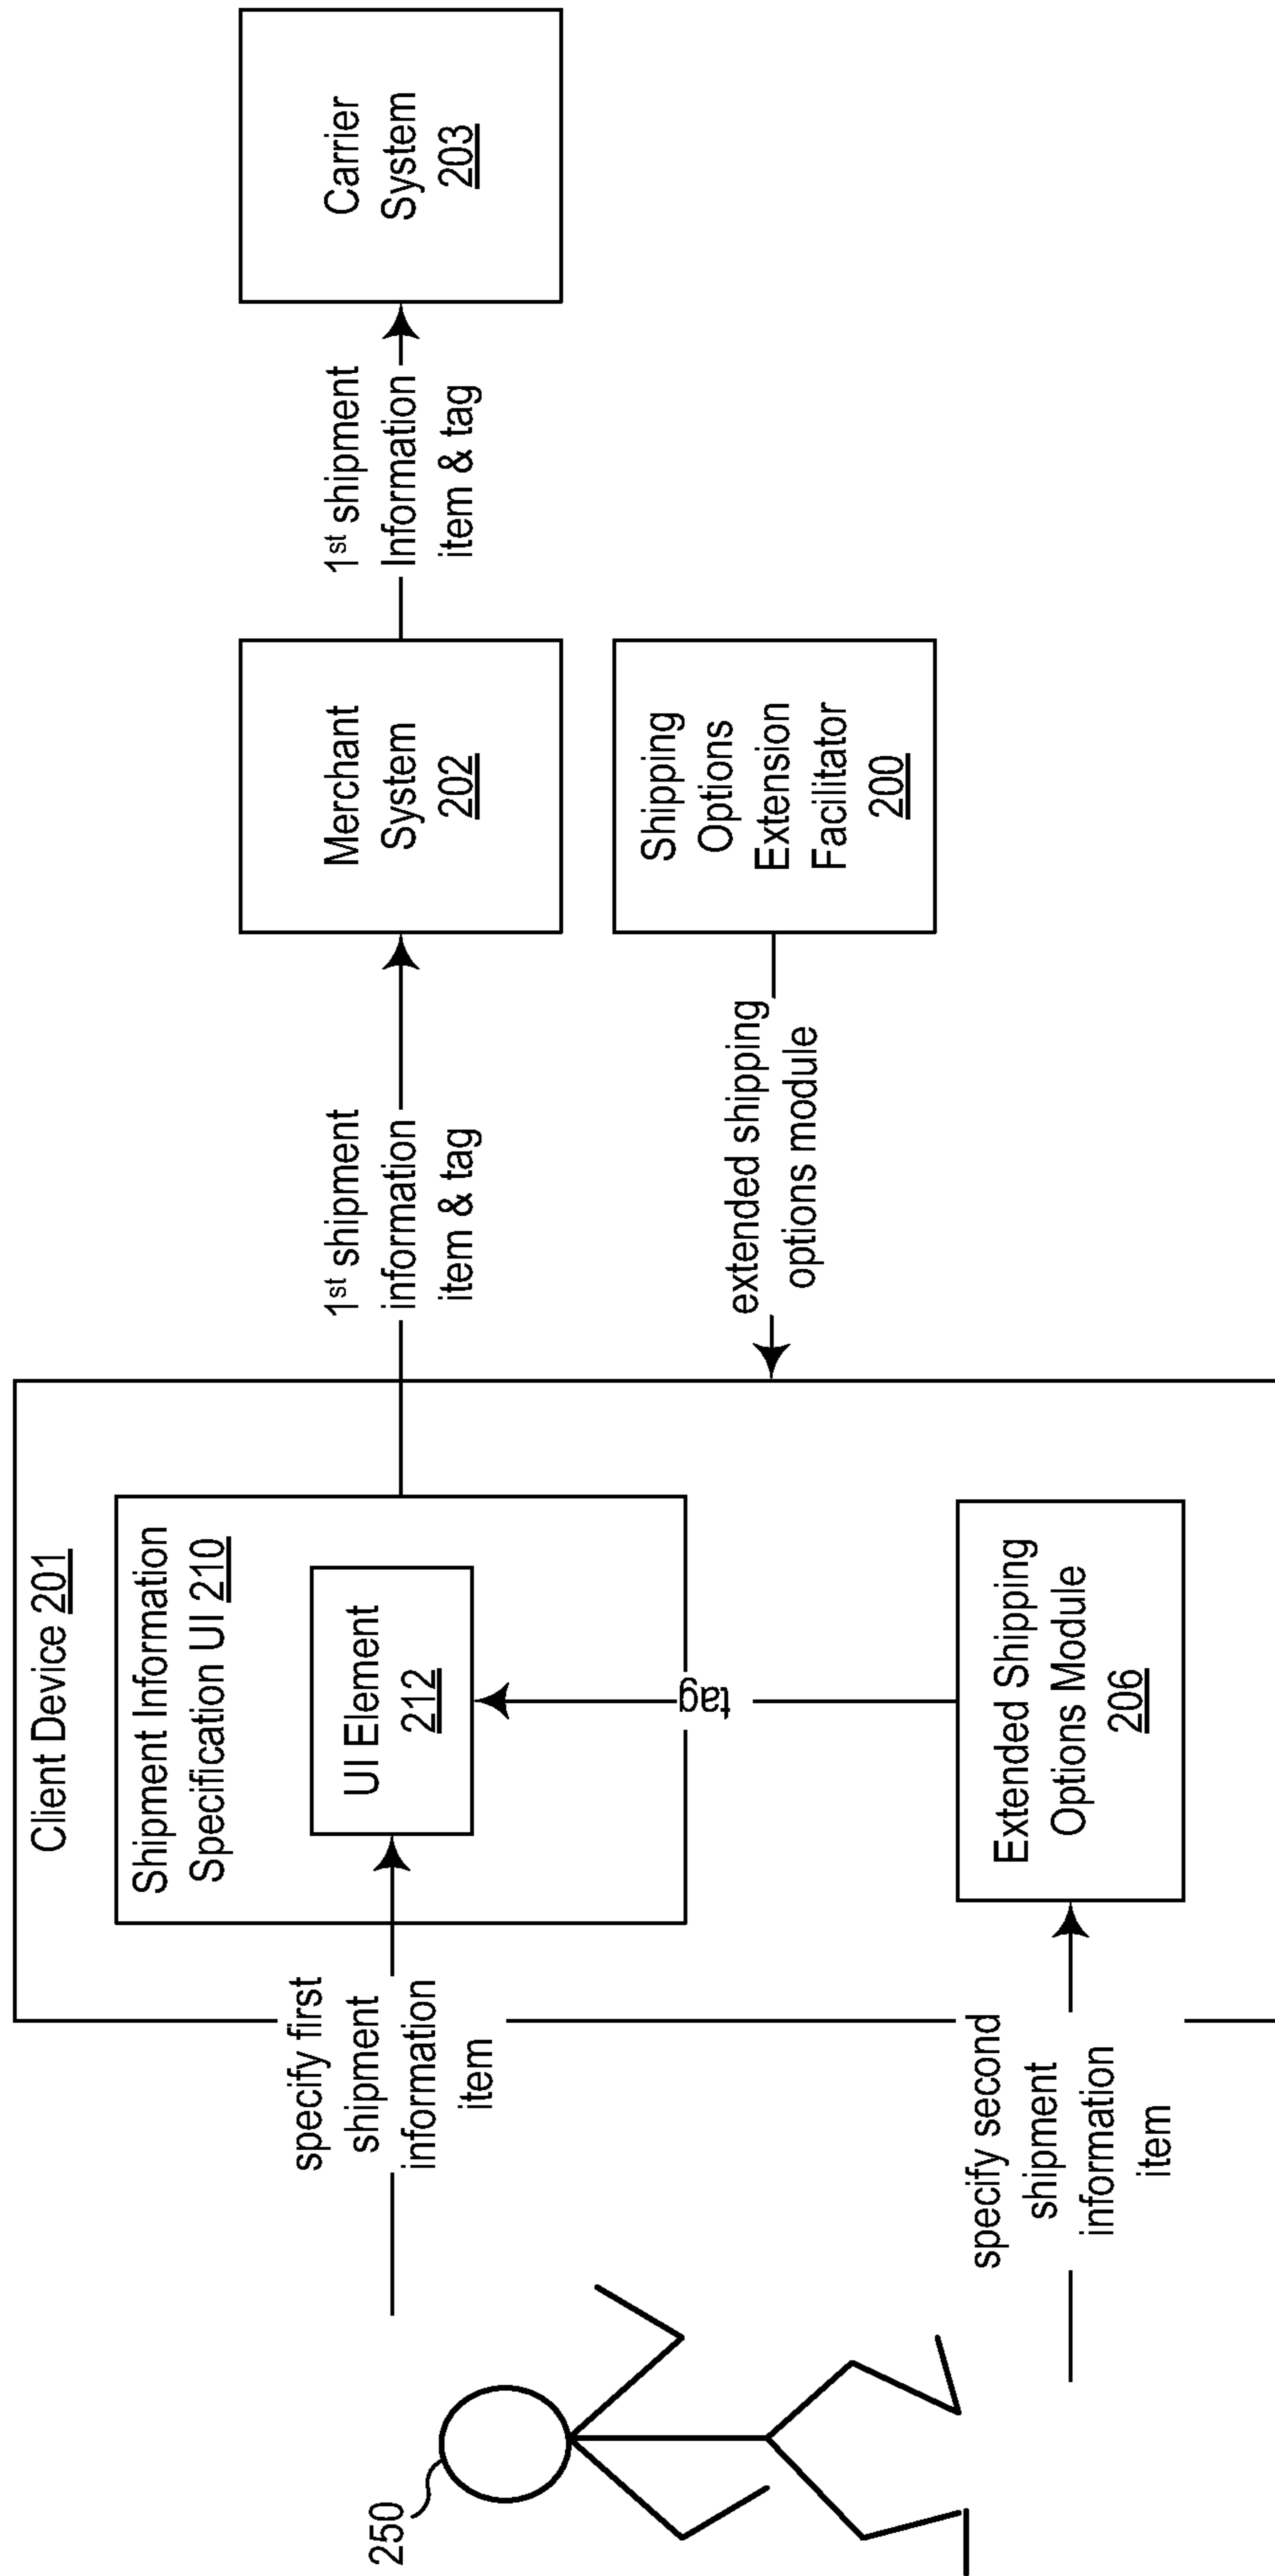 250
specify first
shipment
information
item
specify second
shipment
information
item
Client Device 201
Shipment Information
Specification UI 210
UI Element
212
tag
Extended Shipping
Options Module
206
1st shipment
information
item & tag
extended shipping
options module
Merchant
System
202
Shipping
Options
Extension
Facilitator
200
1st shipment
Information
item & tag
Carrier
System
203